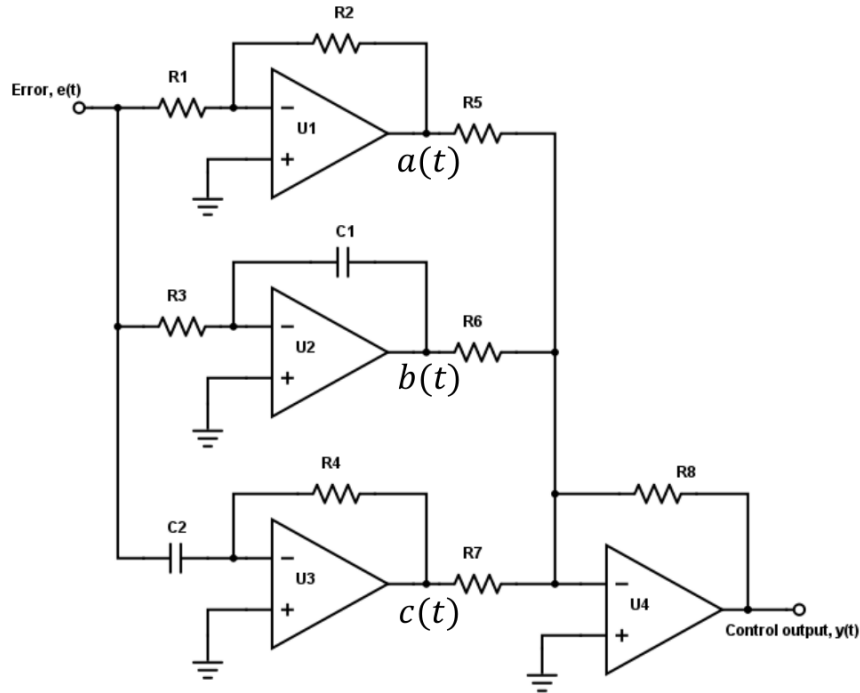 R2
Error, e(t)
R1
−
U1
+
R5
a(t)
C1
R3
−
U2
+
R6
b(t)
R4
C2
−
U3
+
R7
c(t)
R8
−
U4
+
Control output, y(t)